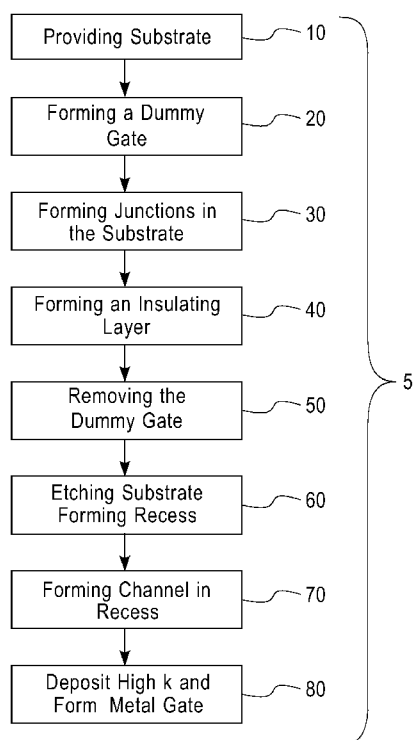 Providing Substrate
10
Forming a Dummy
Gate
20
Forming Junctions in
the Substrate
30
Forming an Insulating
Layer
40
Removing the
Dummy Gate
50
Etching Substrate
Forming Recess
60
Forming Channel in
Recess
70
Deposit High k and
Form Metal Gate
80
5